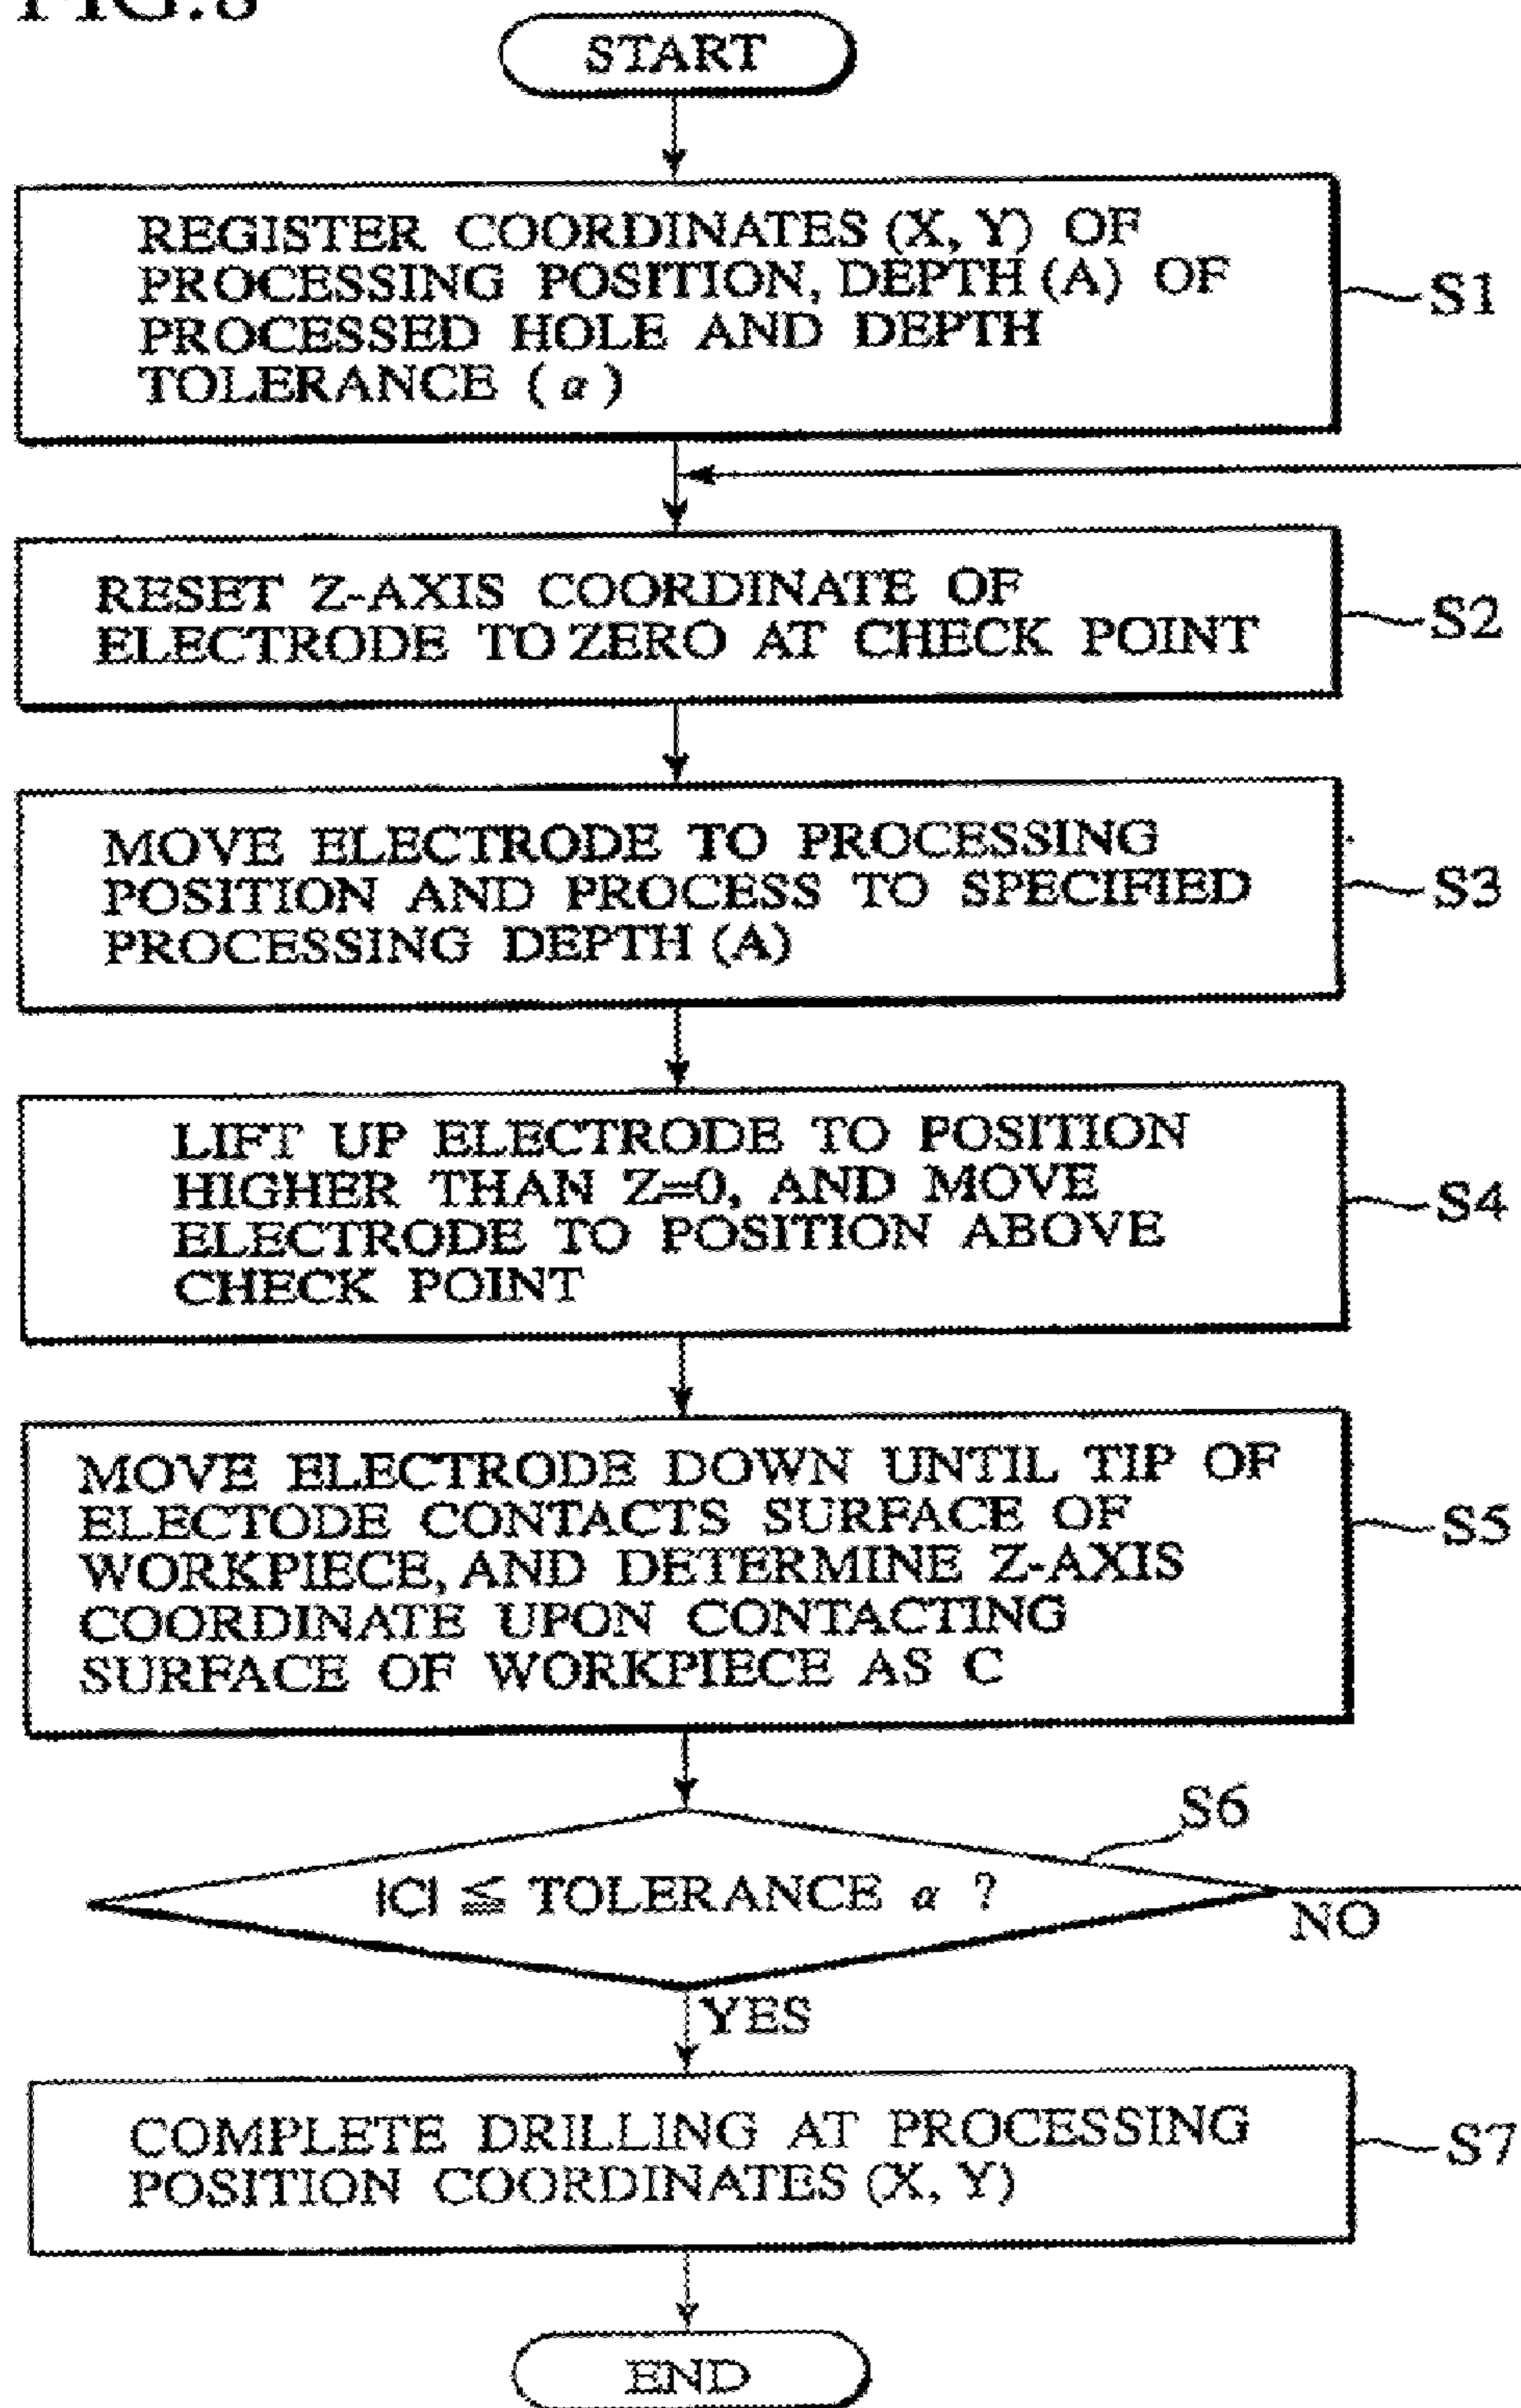 FIG.8
START
REGISTER COORDINATES (X, Y) OF
PROCESSING POSITION, DEPTH (A) OF
PROCESSED HOLE AND DEPTH
TOLERANCE (α)
S1
RESET Z-AXIS COORDINATE OF
ELECTRODE TO ZERO AT CHECK POINT
S2
MOVE ELECTRODE TO PROCESSING
POSITION AND PROCESS TO SPECIFIED
PROCESSING DEPTH (A)
S3
LIFT UP ELECTRODE TO POSITION
HIGHER THAN Z=0, AND MOVE
ELECTRODE TO POSITION ABOVE
CHECK POINT
S4
MOVE ELECTRODE DOWN UNTIL TIP OF
ELECTODE CONTACTS SURFACE OF
WORKPIECE, AND DETERMINE Z-AXIS
COORDINATE UPON CONTACTING
SURFACE OF WORKPIECE AS C
S5
S6
|C| ≦ TOLERANCE α ?
NO
YES
COMPLETE DRILLING AT PROCESSING
POSITION COORDINATES (X, Y)
S7
END